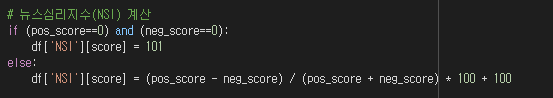 # 뉴스심리지수(NSI) 계산
if (pos_score==0) and (neg_score==0):
    df['NSI'][score] = 101
else:
    df['NSI'][score] = (pos_score - neg_score) / (pos_score + neg_score) * 100 + 100